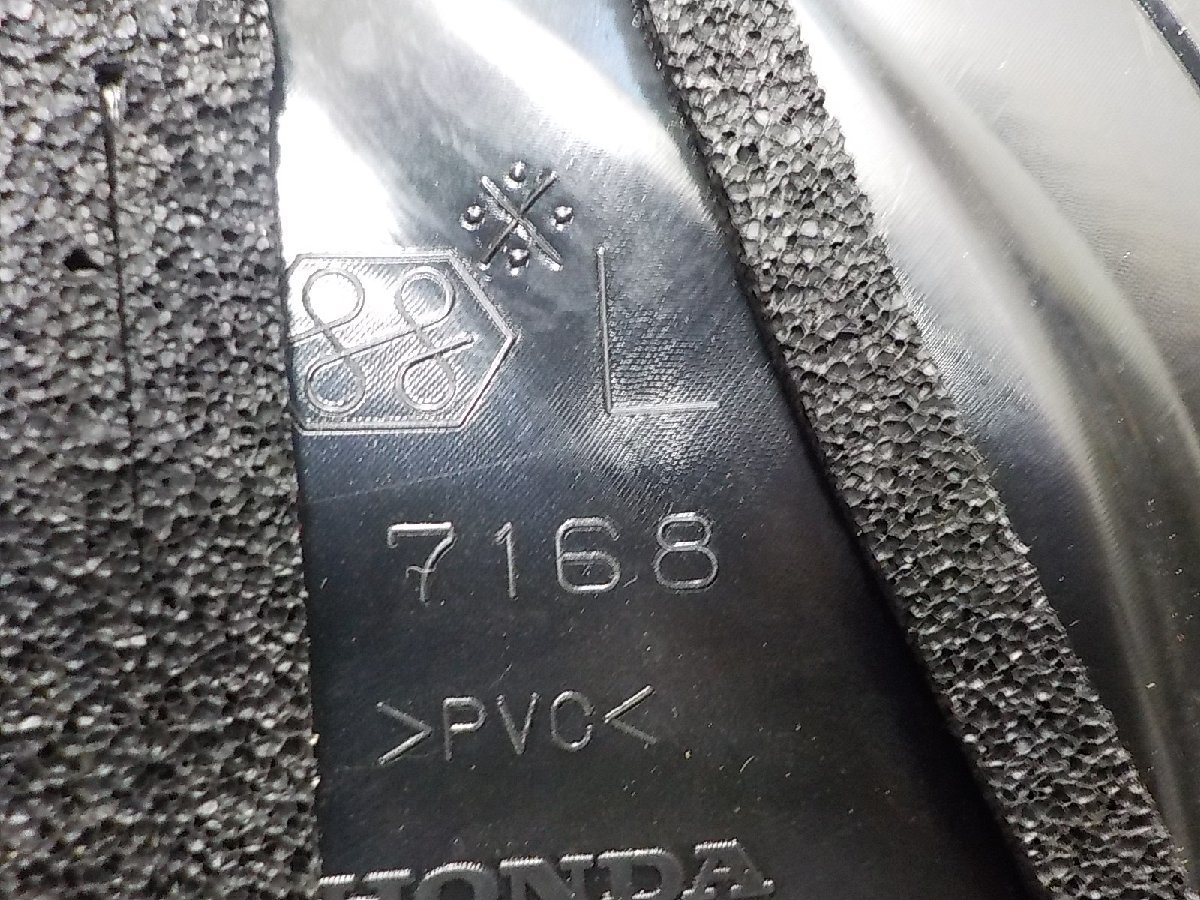 ※
L
7168
>PVC<
HONDA